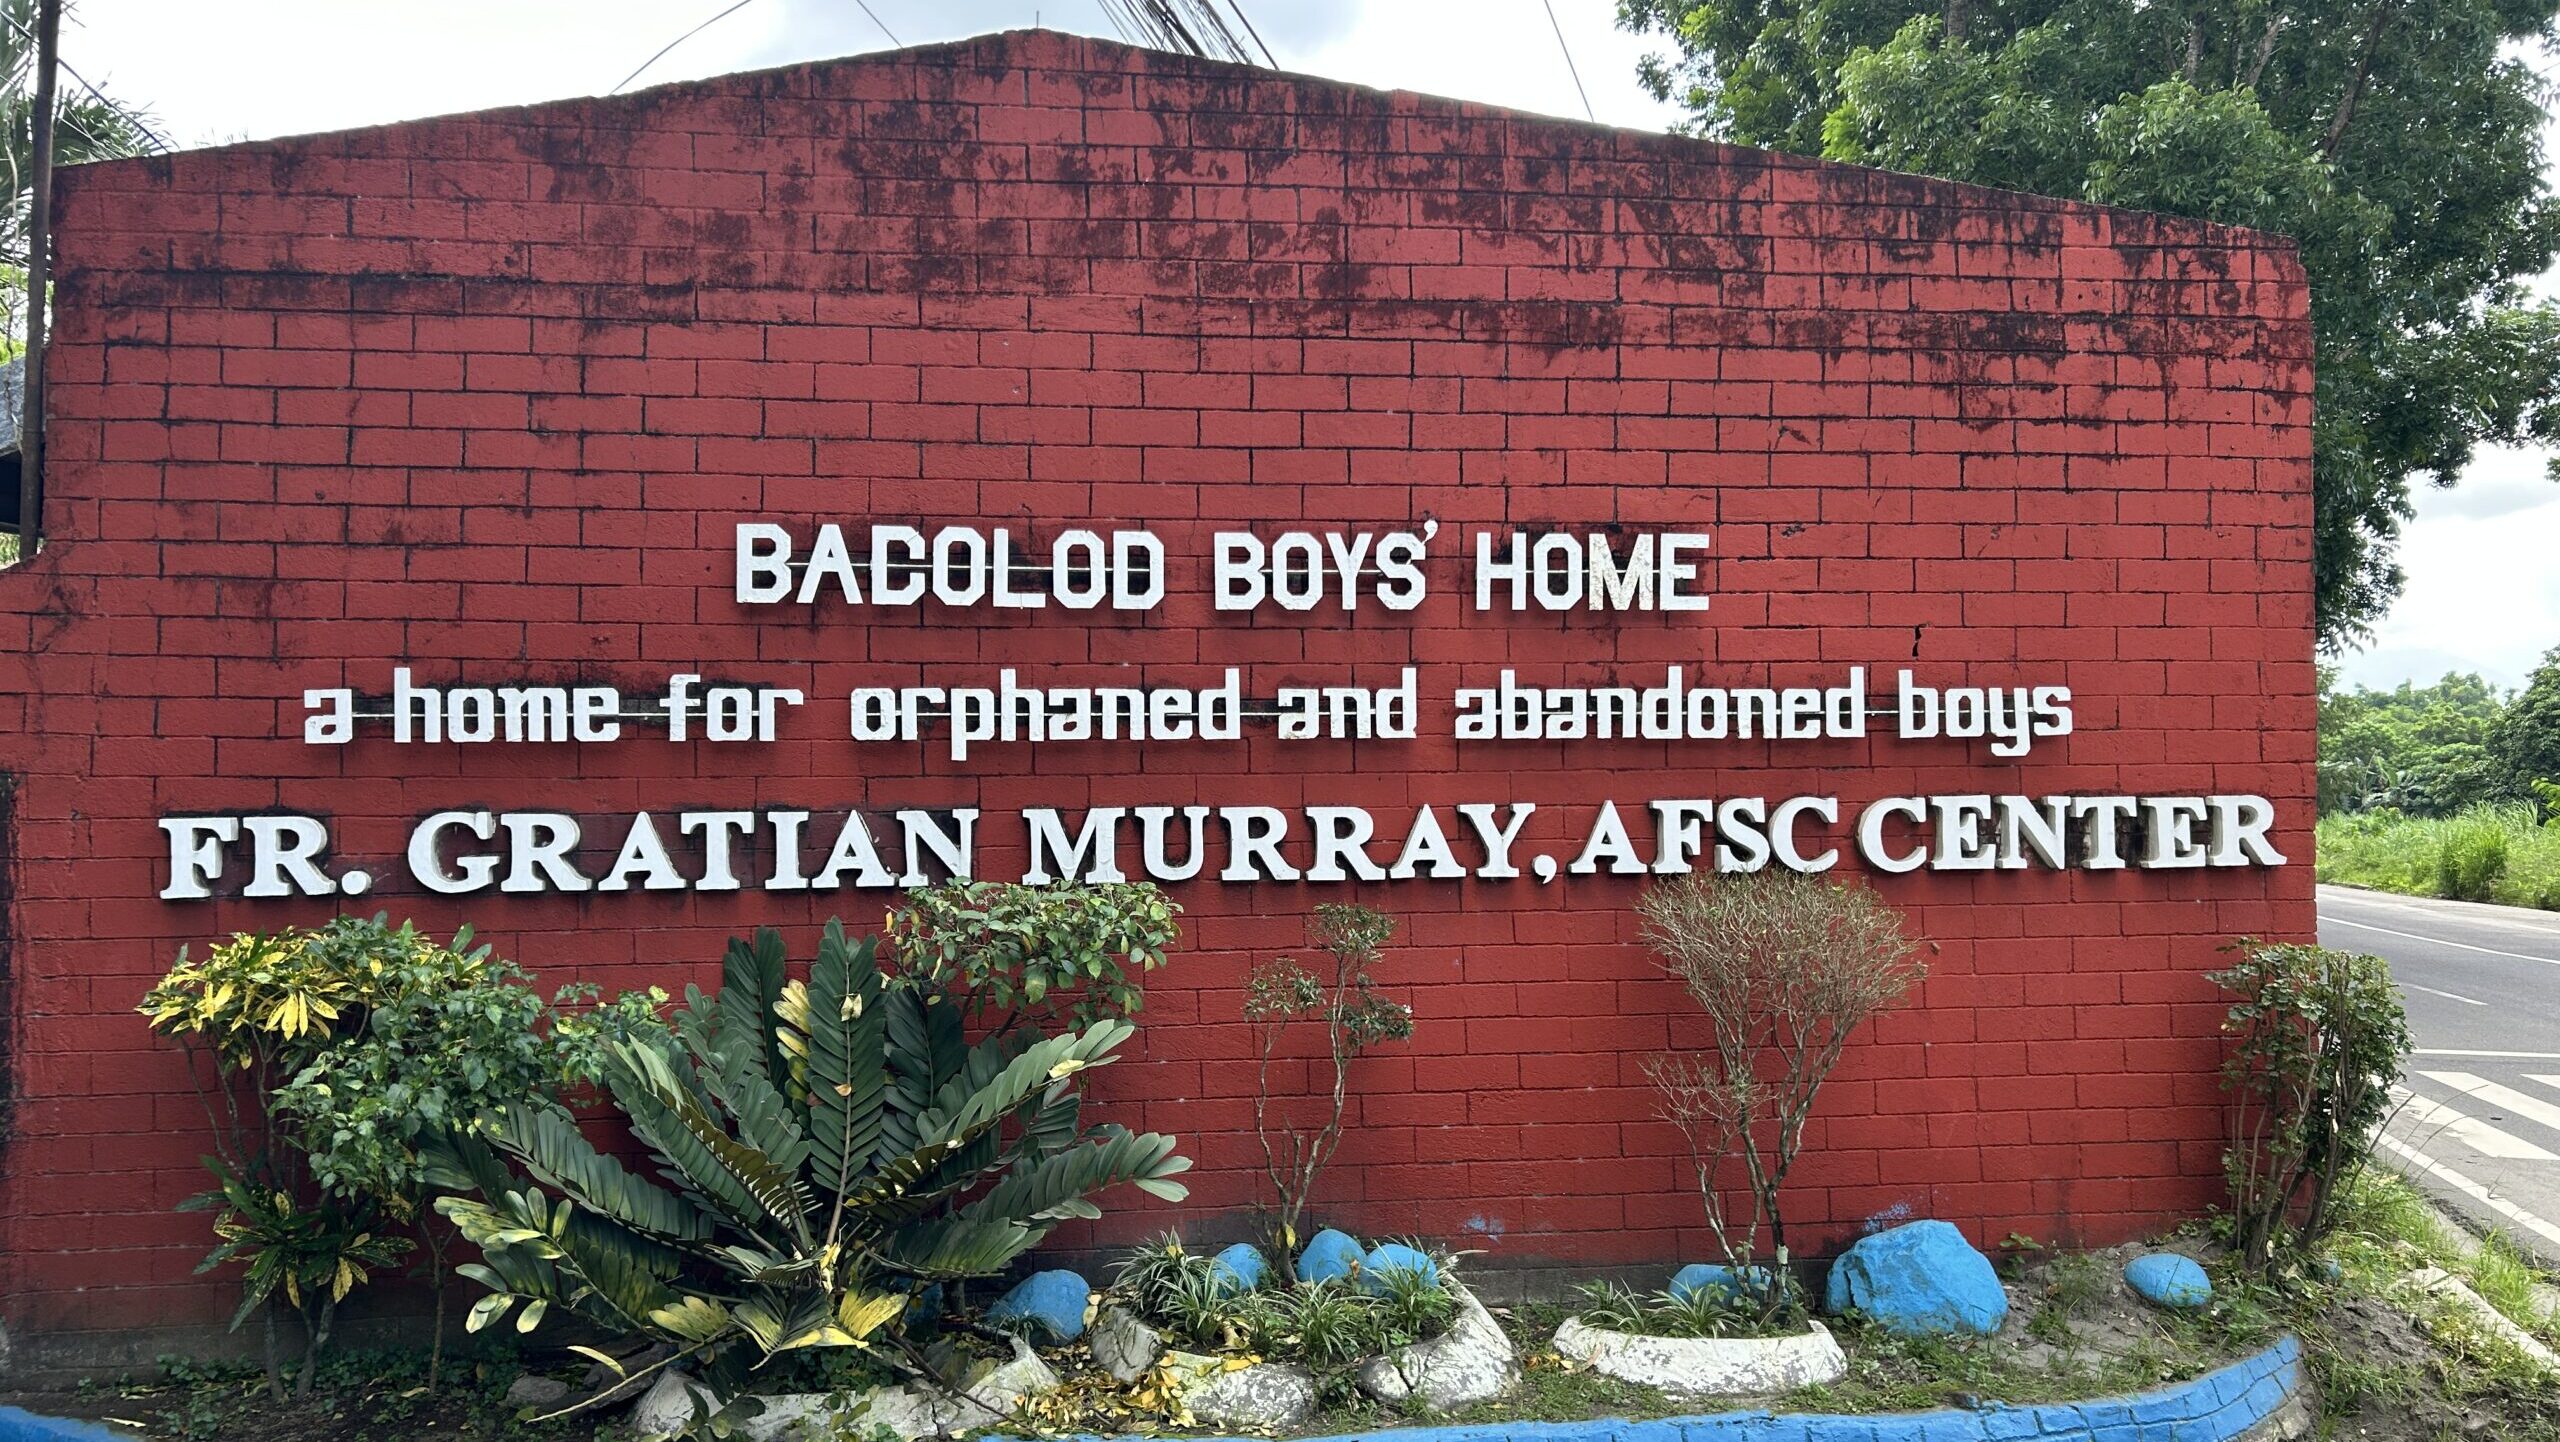 BACOLOD BOYS' HOME
a home for orphaned and abandoned boys
FR. GRATIAN MURRAY, AFSC CENTER